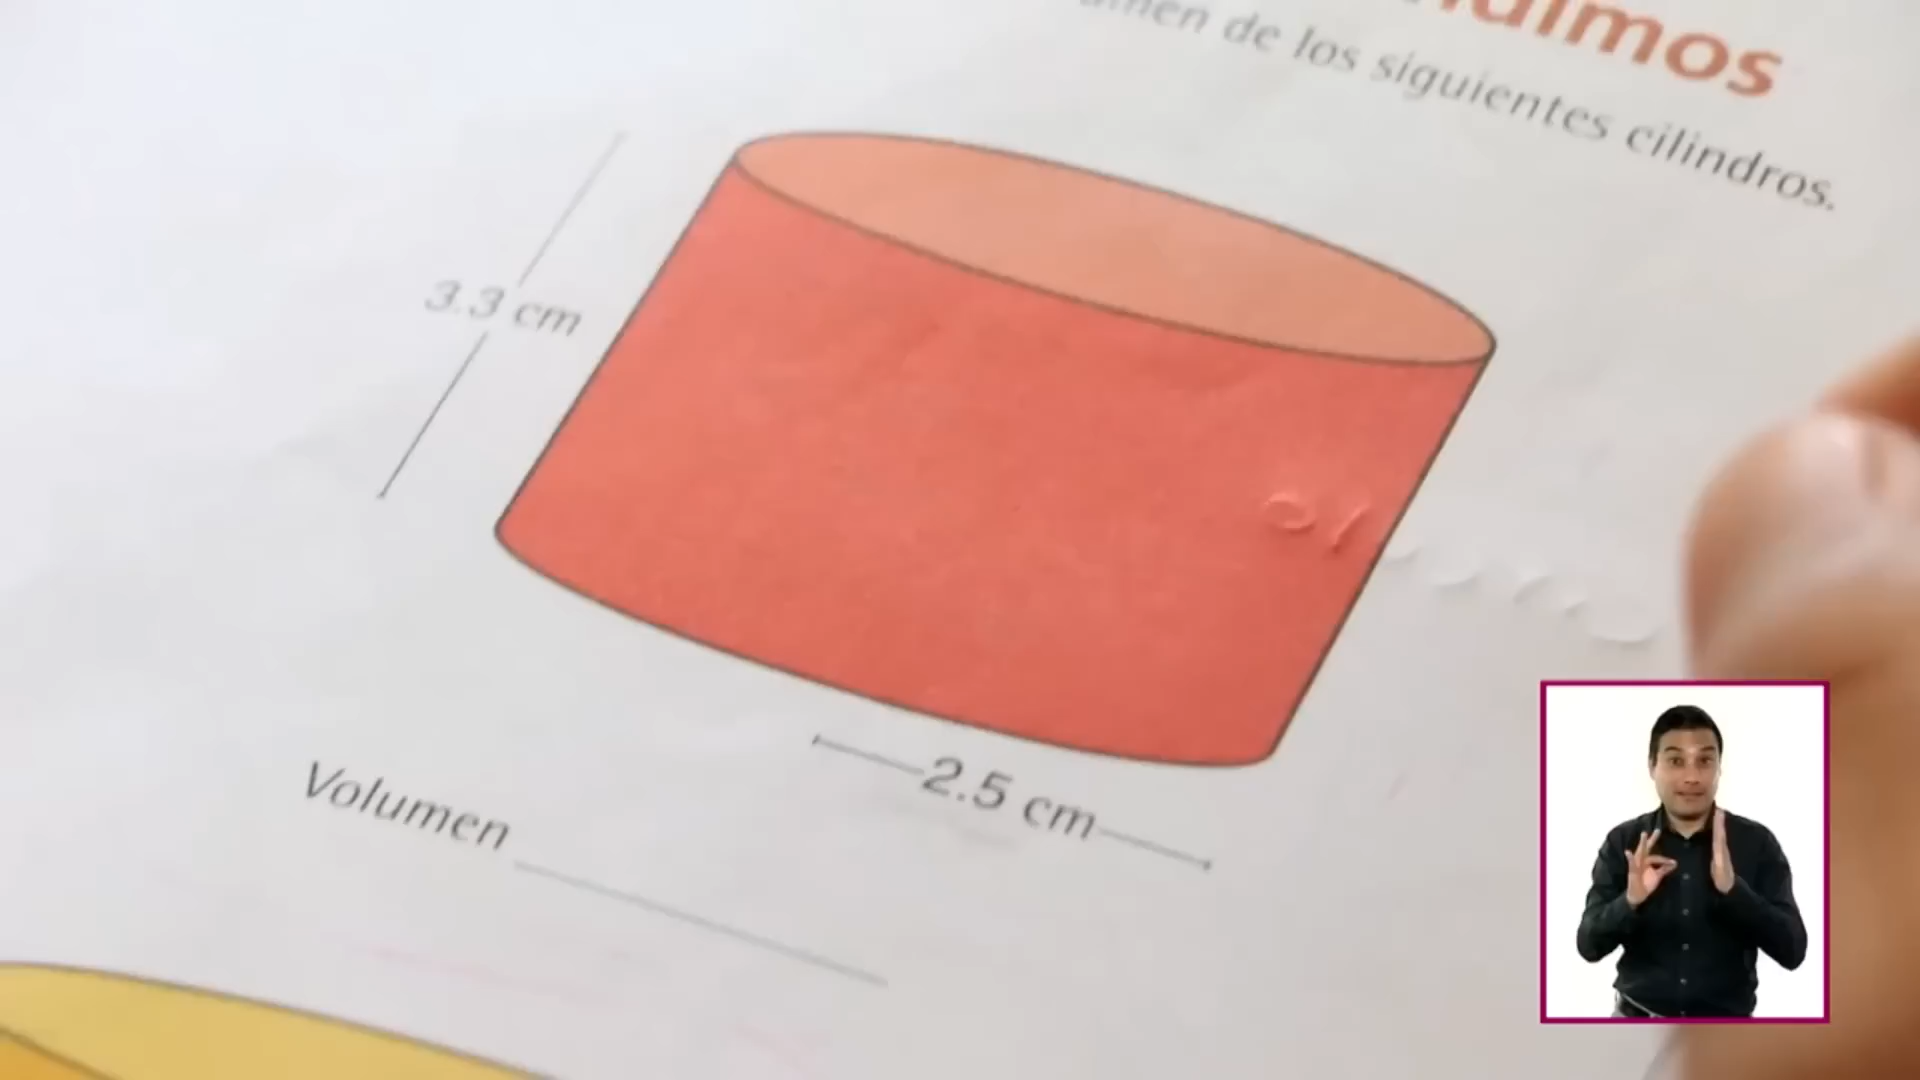 de los siguientes cilindros.
3.3 cm
2.5 cm
Volumen